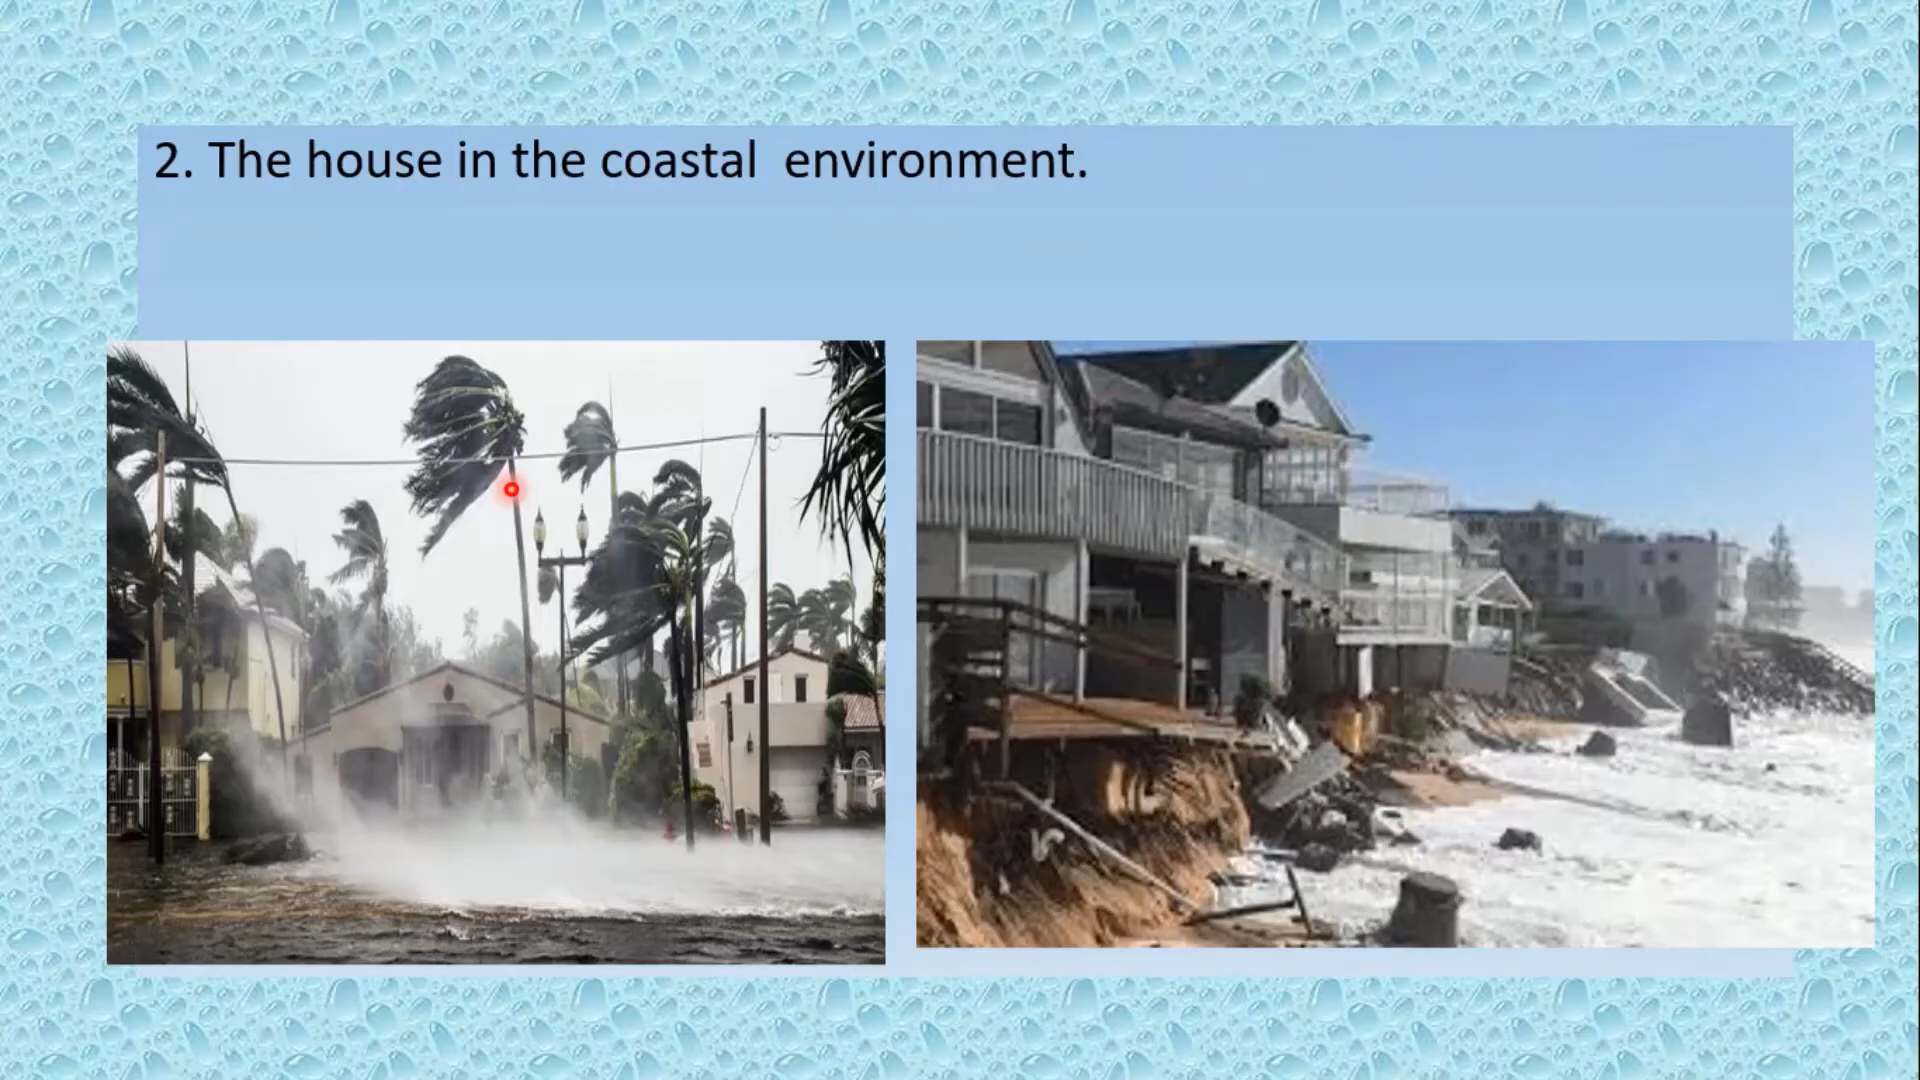 2. The house in the coastal  environment.